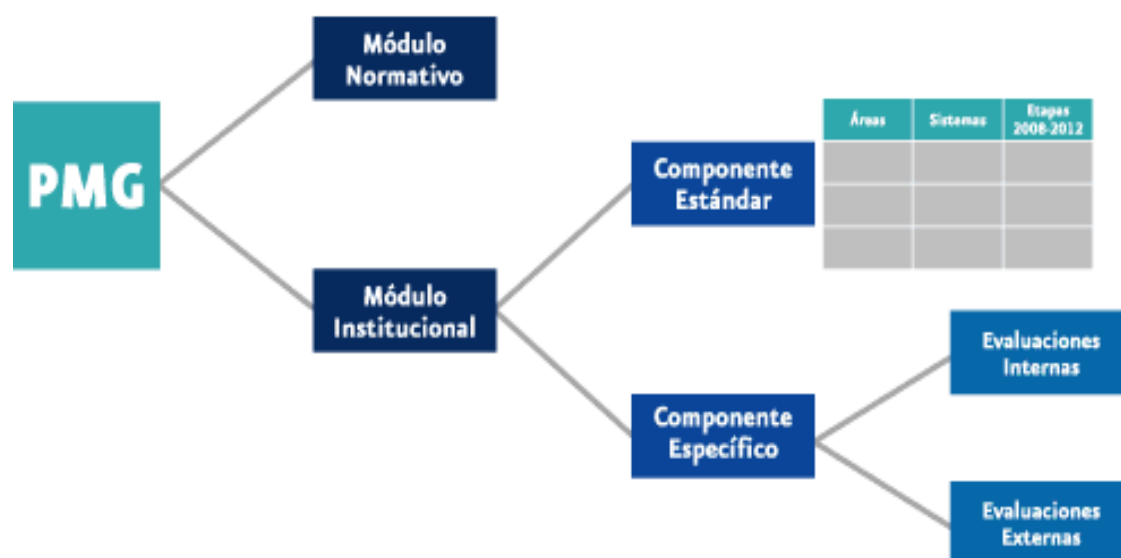 PMG
Módulo
Normativo
Módulo
Institucional
Componente
Estándar
Áreas
Sistemas
Etapas
2008-2012
Componente
Específico
Evaluaciones
Internas
Evaluaciones
Externas